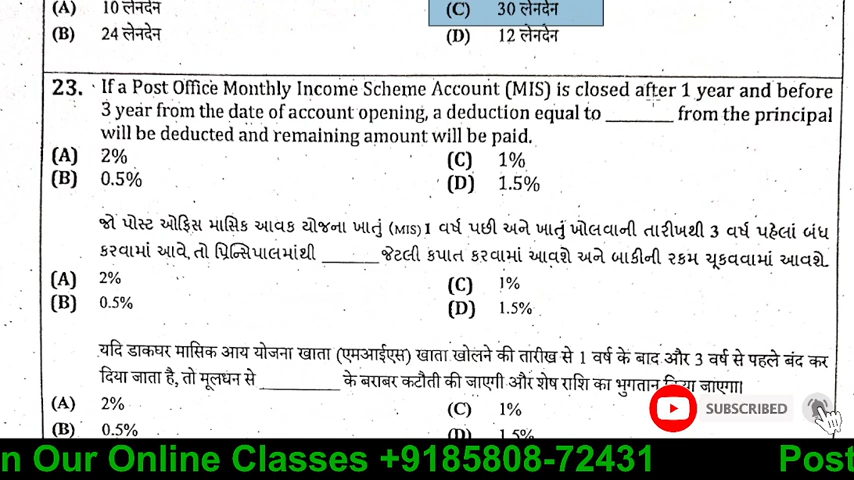 (A) 10 लेनदेन (C) 30 लेनदेन
(B) 24 लेनदेन (D) 12 लेनदेन
23. If a Post Office Monthly Income Scheme Account (MIS) is closed after 1 year and before
3 year from the date of account opening, a deduction equal to _______ from the principal
will be deducted and remaining amount will be paid.
(A) 2% (C) 1%
(B) 0.5% (D) 1.5%
જો પોસ્ટ ઓફિસ માસિક આવક યોજના ખાતું (MIS) 1 વર્ષ પછી અને ખાતું ખોલવાની તારીખથી 3 વર્ષ પહેલાં બંધ
કરવામાં આવે, તો પ્રિન્સિપાલમાંથી ______ જેટલી કપાત કરવામાં આવશે અને બાકીની રકમ ચૂકવવામાં આવશે.
(A) 2% (C) 1%
(B) 0.5% (D) 1.5%
यदि डाकघर मासिक आय योजना खाता (एमआईएस) खाता खोलने की तारीख से 1 वर्ष के बाद और 3 वर्ष से पहले बंद कर
दिया जाता है, तो मूलधन से ________ के बराबर कटौती की जाएगी और शेष राशि का भुगतान किया जाएगा।
(A) 2% (C) 1%
SUBSCRIBED
(B) 0.5% (D) 1.5%
n Our Online Classes +9185808-72431 Post